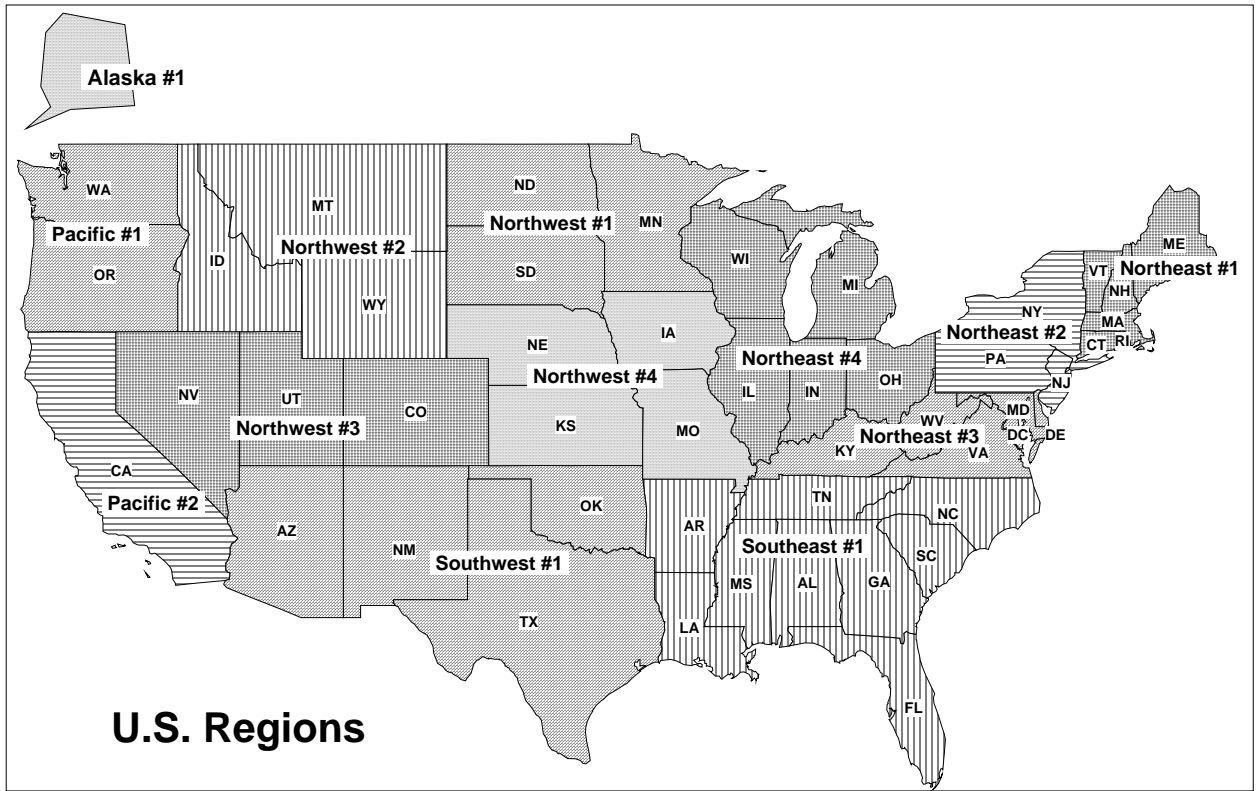 Alaska #1
WA
ND
MT
MN
Northwest #1
Pacific #1
ME
Northwest #2
WI
VT
Northeast #1
ID
OR
SD
MI
NH
WY
NY
MA
IA
Northeast #2
CT
RI
NE
Northeast #4
PA
Northwest #4
OH
NJ
NV
UT
IL
IN
CO
MD
Northwest #3
KS
MO
WV
Northeast #3
DC
DE
KY
VA
CA
Pacific #2
OK
TN
AZ
AR
NC
NM
Southeast #1
Southwest #1
SC
MS
AL
GA
TX
LA
FL
U.S. Regions